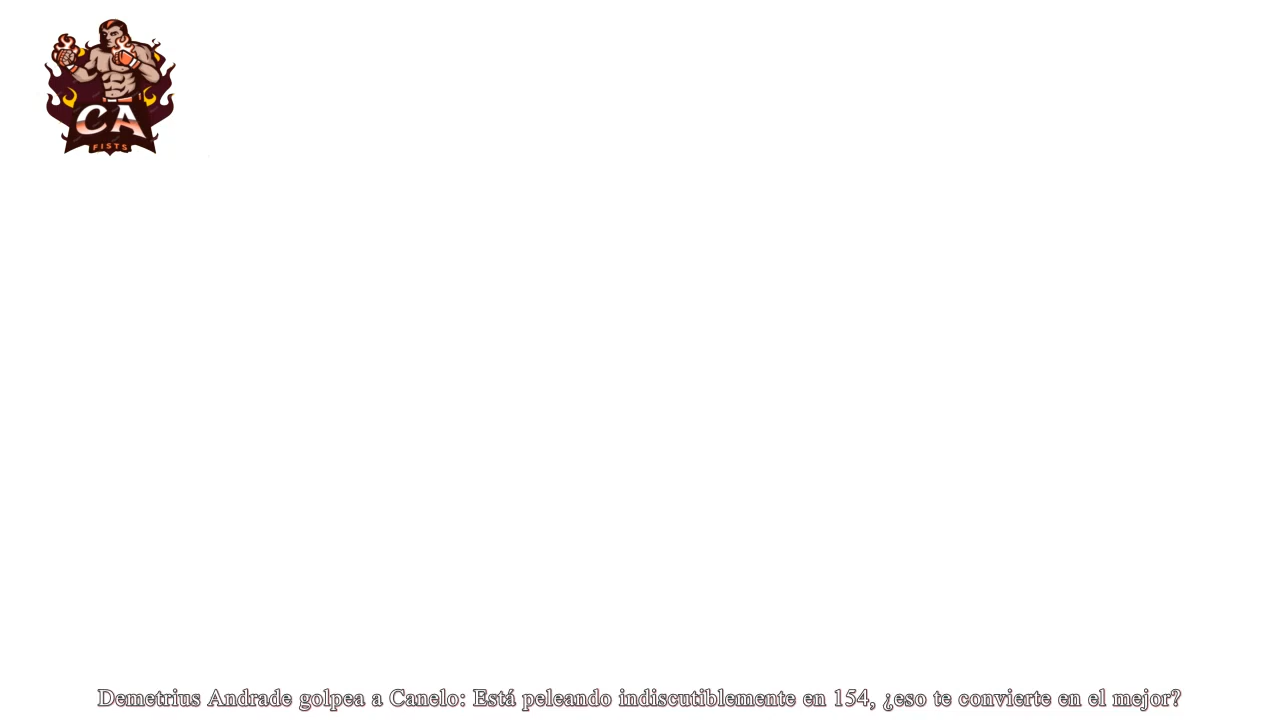 CA
FISTS
Demetrius Andrade golpea a Canelo: Está peleando indiscutiblemente en 154, ¿eso te convierte en el mejor?